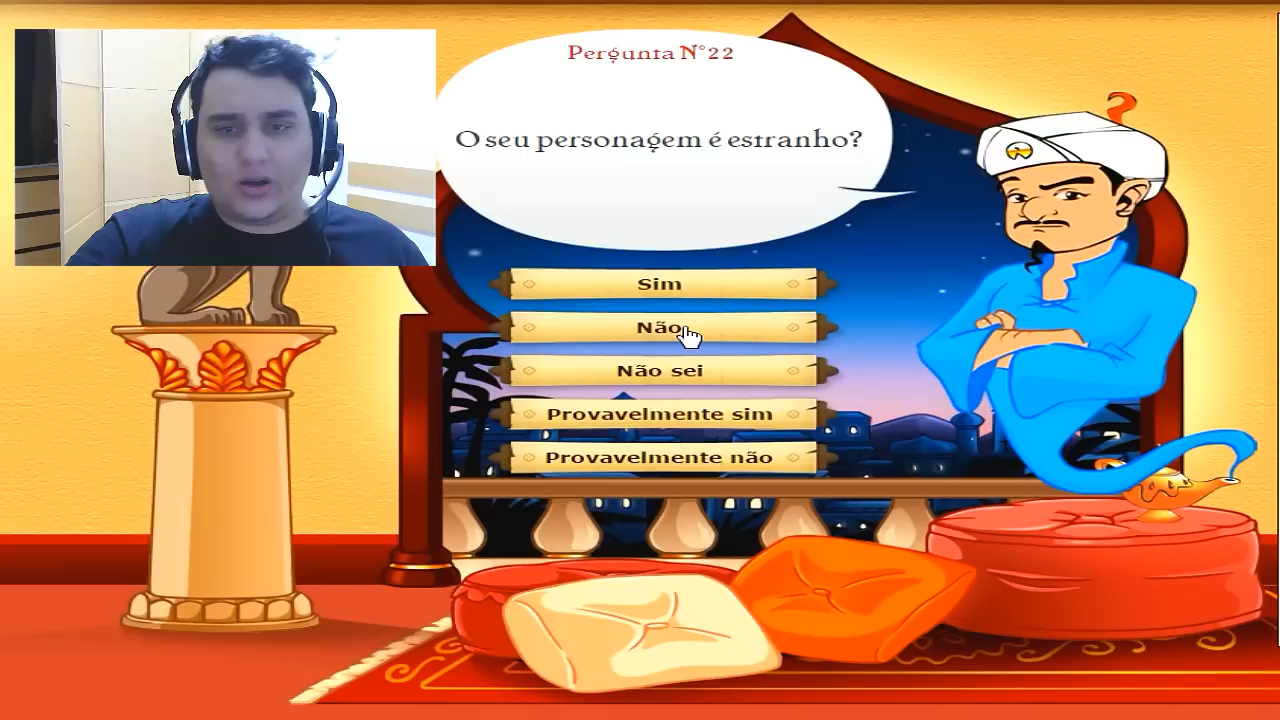 Pergunta N°22
O seu personagem é estranho?
Sim
Não
Não sei
Provavelmente sim
Provavelmente não